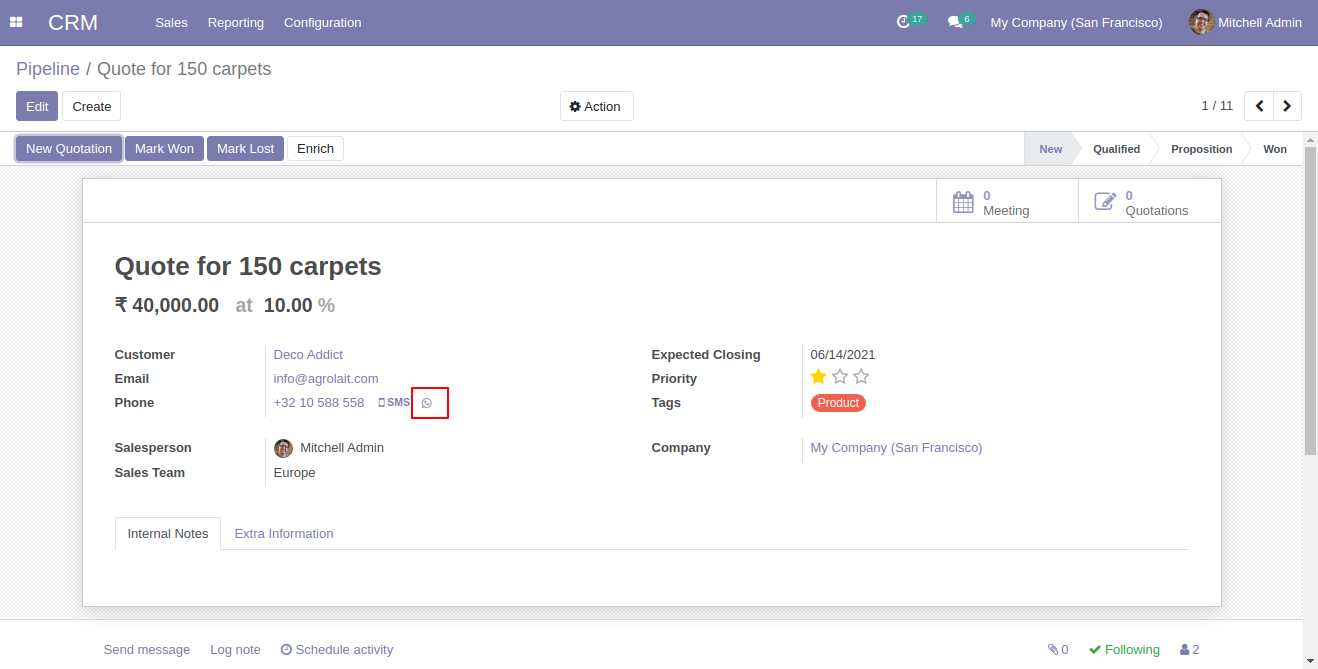 CRM Sales Reporting Configuration 17 6 My Company (San Francisco) Mitchell Admin
Pipeline / Quote for 150 carpets
Edit Create Action 1 / 11
New Quotation Mark Won Mark Lost Enrich New Qualified Proposition Won
0 Meeting
0 Quotations
Quote for 150 carpets
₹ 40,000.00 at 10.00 %
Customer Deco Addict
Email info@agrolait.com
Phone +32 10 588 558 SMS
Expected Closing 06/14/2021
Priority
Tags Product
Salesperson Mitchell Admin
Sales Team Europe
Company My Company (San Francisco)
Internal Notes Extra Information
Send message Log note Schedule activity 0 Following 2